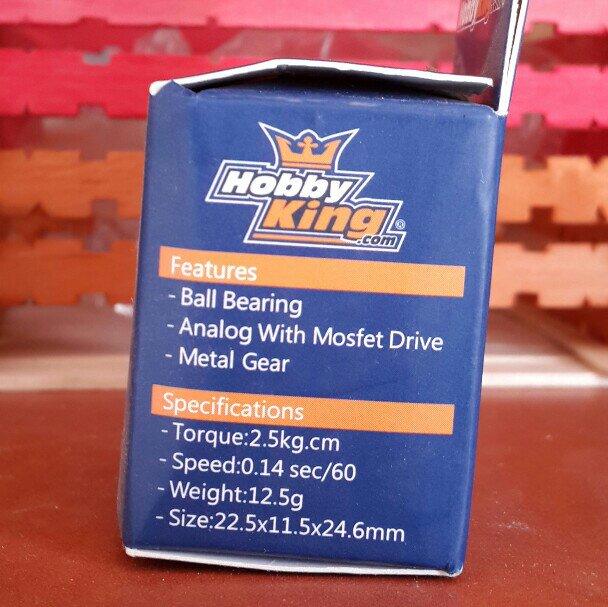 Hobby
King®
.com
Features
- Ball Bearing
- Analog With Mosfet Drive
- Metal Gear
Specifications
- Torque:2.5kg.cm
- Speed:0.14 sec/60
- Weight:12.5g
- Size:22.5x11.5x24.6mm